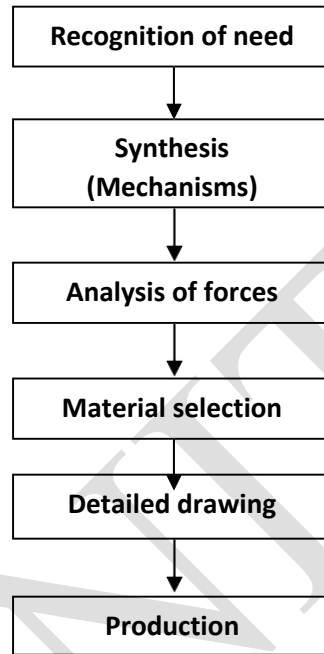 Recognition of need
Synthesis
(Mechanisms)
Analysis of forces
Material selection
Detailed drawing
Production